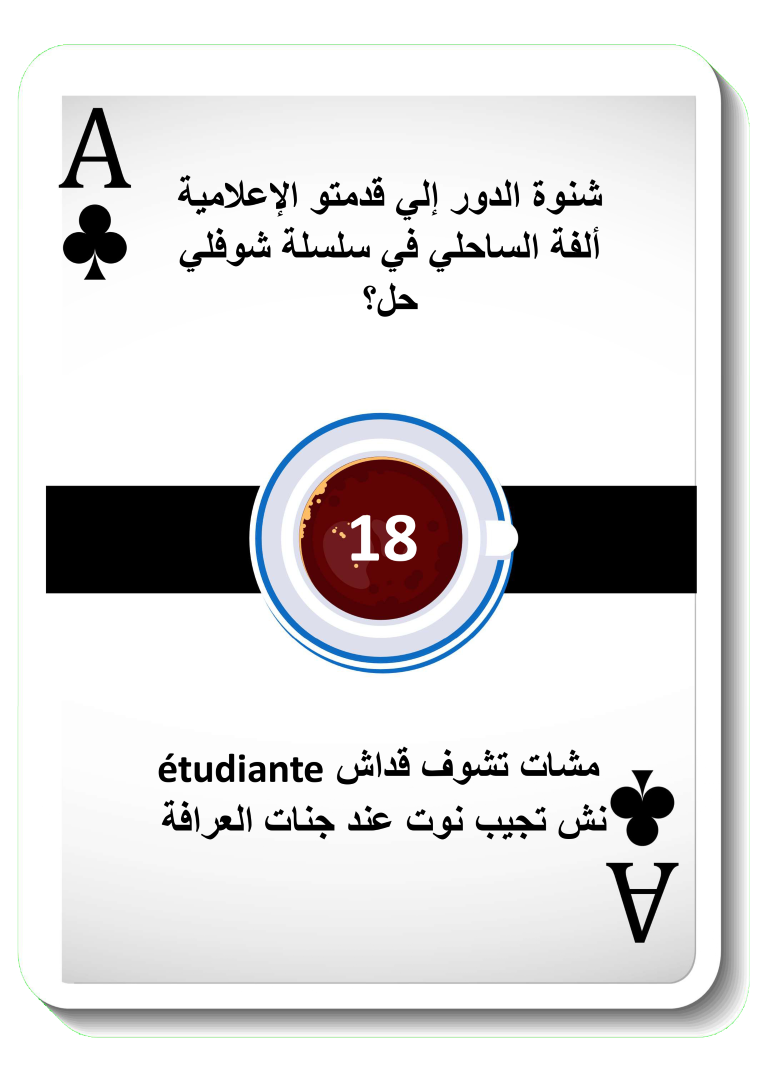 A
شنوة الدور إلي قدمتو الإعلامية
ألفة الساحلي في سلسلة شوفلي
حل؟
18
étudiante مشات تشوف قداش
نش تجيب نوت عند جنات العرافة
A